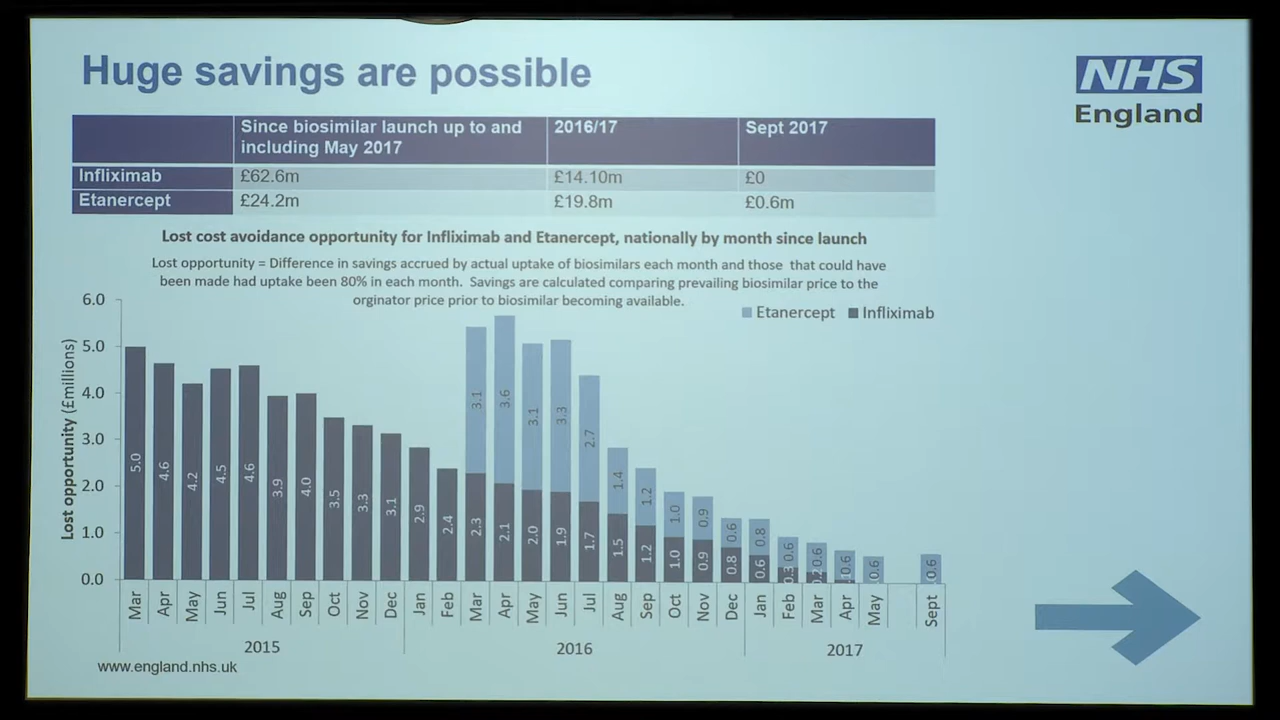 Huge savings are possible
NHS
England
Since biosimilar launch up to and
including May 2017
2016/17
Sept 2017
Infliximab
£62.6m
£14.10m
£0
Etanercept
£24.2m
£19.8m
£0.6m
Lost cost avoidance opportunity for Infliximab and Etanercept, nationally by month since launch
Lost opportunity = Difference in savings accrued by actual uptake of biosimilars each month and those that could have
been made had uptake been 80% in each month. Savings are calculated comparing prevailing biosimilar price to the
orginator price prior to biosimilar becoming available.
Etanercept
Infliximab
Lost opportunity (£millions)
6.0
5.0
4.0
3.0
2.0
1.0
0.0
3.1 3.6 3.1 3.3 2.7 1.4 1.2 1.0 0.9 0.6 0.8 0.6 0.6 0.6 0.6 0.6
5.0 4.6 4.2 4.5 4.6 3.9 4.0 3.5 3.3 3.1 2.9 2.4 2.3 2.1 2.0 1.9 1.7 1.5 1.2 1.0 0.9 0.8 0.6 0.3 0.2
Mar Apr May Jun Jul Aug Sep Oct Nov Dec Jan Feb Mar Apr May Jun Jul Aug Sep Oct Nov Dec Jan Feb Mar Apr May Sept
2015 2016 2017
www.england.nhs.uk